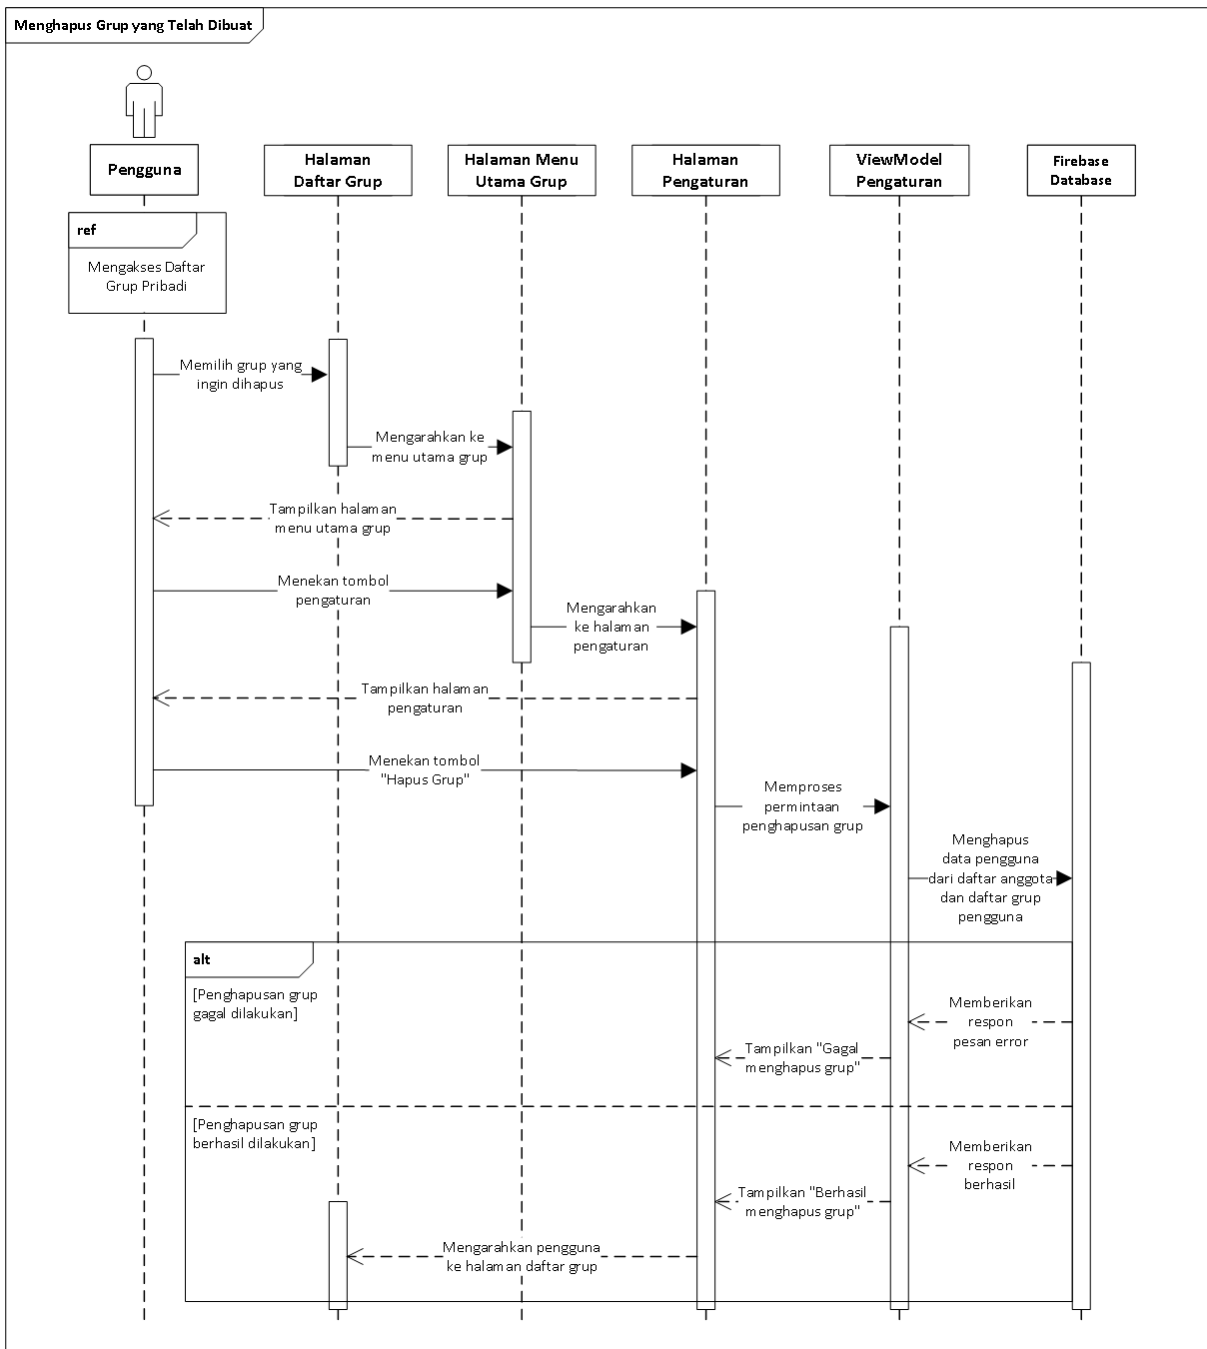 Menghapus Grup yang Telah Dibuat
Pengguna
Halaman
Daftar Grup
Halaman Menu
Utama Grup
Halaman
Pengaturan
ViewModel
Pengaturan
Firebase
Database
ref
Mengakses Daftar
Grup Pribadi
Memilih grup yang
ingin dihapus
Mengarahkan ke
menu utama grup
Tampilkan halaman
menu utama grup
Menekan tombol
pengaturan
Mengarahkan
ke halaman
pengaturan
Tampilkan halaman
pengaturan
Menekan tombol
"Hapus Grup"
Memproses
permintaan
penghapusan grup
Menghapus
data pengguna
dari daftar anggota
dan daftar grup
pengguna
alt
[Penghapusan grup
gagal dilakukan]
Memberikan
respon
pesan error
Tampilkan "Gagal
menghapus grup"
[Penghapusan grup
berhasil dilakukan]
Memberikan
respon
berhasil
Tampilkan "Berhasil
menghapus grup"
Mengarahkan pengguna
ke halaman daftar grup